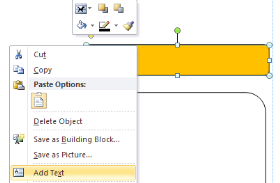 Cut
Copy
Paste Options:
Delete Object
Save as Building Block...
Save as Picture...
Add Text